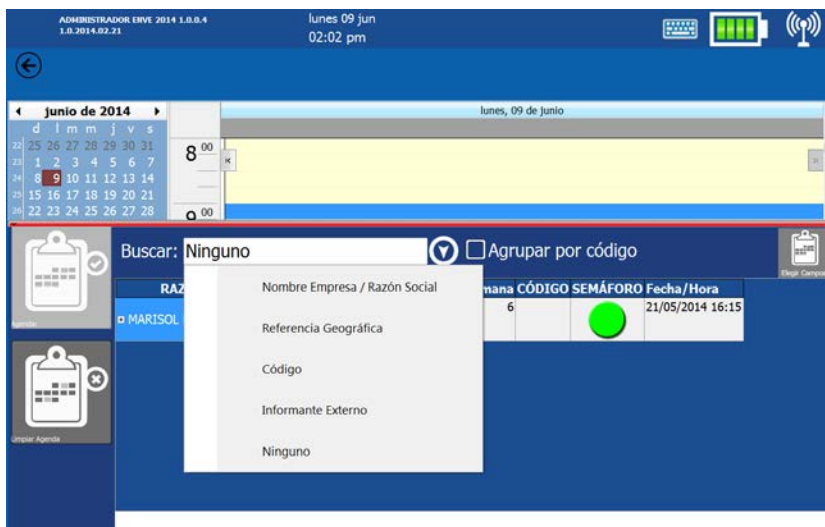 ADMINISTRADOR ENVE 2014 1.0.0.4
1.0.2014.02.21
lunes 09 jun
02:02 pm
junio de 2014
d l m m j v s
22 25 26 27 28 29 30 31
23 1 2 3 4 5 6 7
24 8 9 10 11 12 13 14
25 15 16 17 18 19 20 21
26 22 23 24 25 26 27 28
lunes, 09 de junio
8 00
9 00
Buscar: Ninguno
Agrupar por código
Elegir Campos
Agendar
Limpiar Agenda
RAZ
mana CÓDIGO SEMÁFORO Fecha/Hora
MARISOL
6
21/05/2014 16:15
Nombre Empresa / Razón Social
Referencia Geográfica
Código
Informante Externo
Ninguno